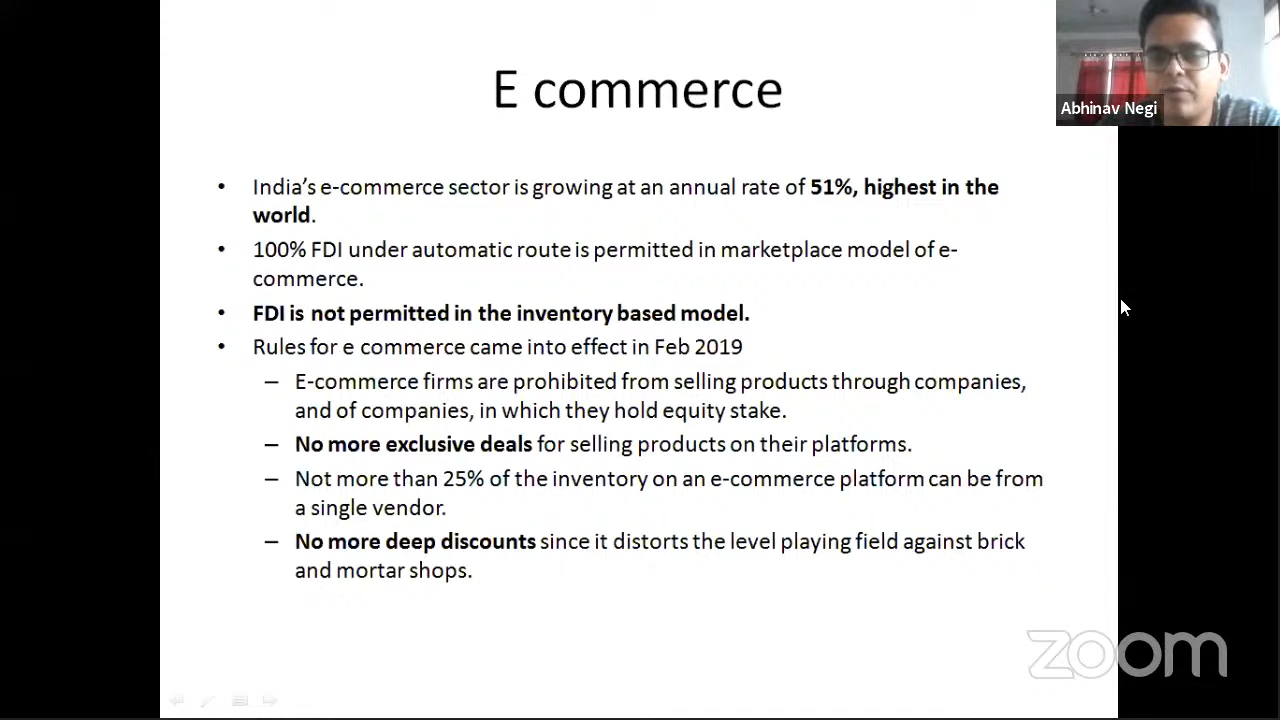 E commerce
Abhinav Negi
• India's e-commerce sector is growing at an annual rate of 51%, highest in the
world.
• 100% FDI under automatic route is permitted in marketplace model of e-
commerce.
• FDI is not permitted in the inventory based model.
• Rules for e commerce came into effect in Feb 2019
– E-commerce firms are prohibited from selling products through companies,
and of companies, in which they hold equity stake.
– No more exclusive deals for selling products on their platforms.
– Not more than 25% of the inventory on an e-commerce platform can be from
a single vendor.
– No more deep discounts since it distorts the level playing field against brick
and mortar shops.
zoom